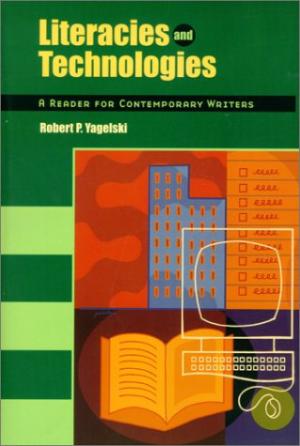 Literacies and
Technologies
A READER FOR CONTEMPORARY WRITERS
Robert P. Yagelski